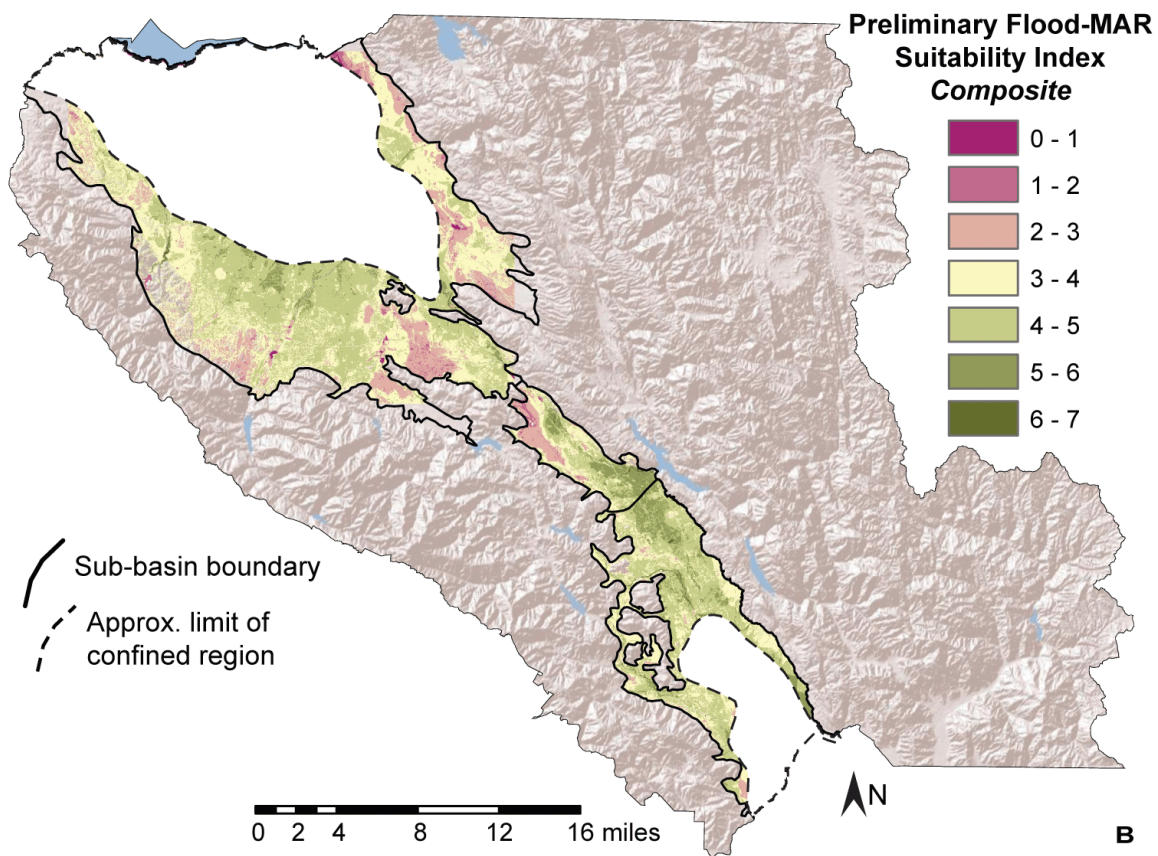 Preliminary Flood-MAR
Suitability Index
Composite
0 - 1
1 - 2
2 - 3
3 - 4
4 - 5
5 - 6
6 - 7
Sub-basin boundary
Approx. limit of
confined region
N
0 2 4 8 12 16 miles
B